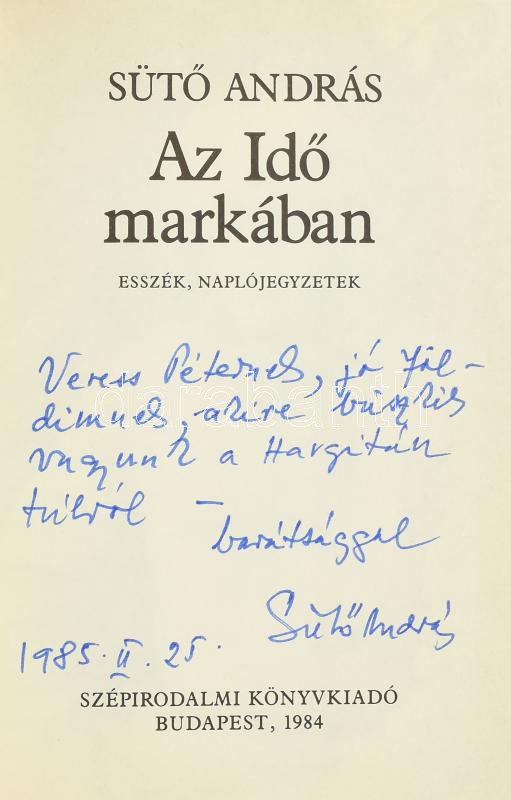 SÜTŐ ANDRÁS
Az Idő
markában
ESSZÉK, NAPLÓJEGYZETEK
Veress Péternek, jó föl-
dimnek, akire büszkék
vagyunk a Hargitán
túlról –
barátsággal
Sütő András
1985. II. 25.
SZÉPIRODALMI KÖNYVKIADÓ
BUDAPEST, 1984